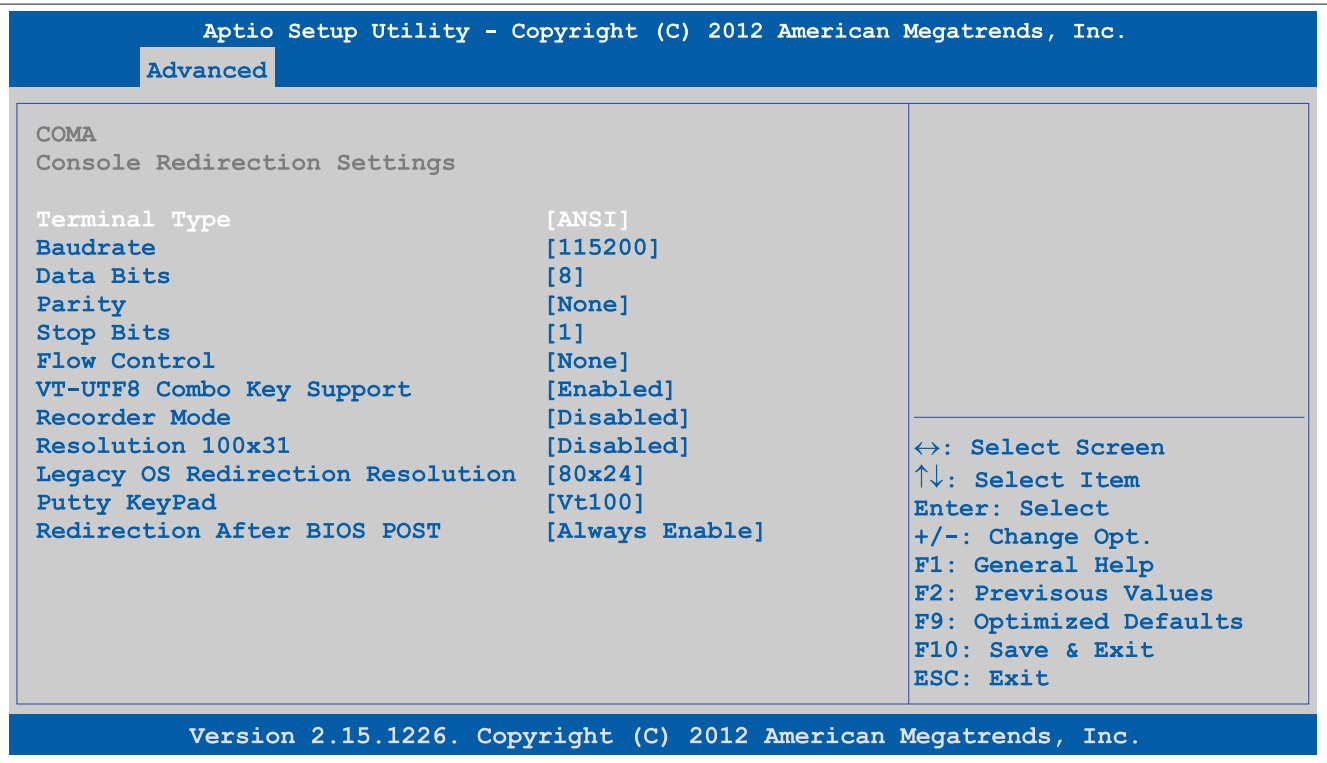 Aptio Setup Utility - Copyright (C) 2012 American Megatrends, Inc.
Advanced
COMA
Console Redirection Settings
Terminal Type [ANSI]
Baudrate [115200]
Data Bits [8]
Parity [None]
Stop Bits [1]
Flow Control [None]
VT-UTF8 Combo Key Support [Enabled]
Recorder Mode [Disabled]
Resolution 100x31 [Disabled]
Legacy OS Redirection Resolution [80x24]
Putty KeyPad [Vt100]
Redirection After BIOS POST [Always Enable]
↔: Select Screen
↑↓: Select Item
Enter: Select
+/-: Change Opt.
F1: General Help
F2: Previsous Values
F9: Optimized Defaults
F10: Save & Exit
ESC: Exit
Version 2.15.1226. Copyright (C) 2012 American Megatrends, Inc.